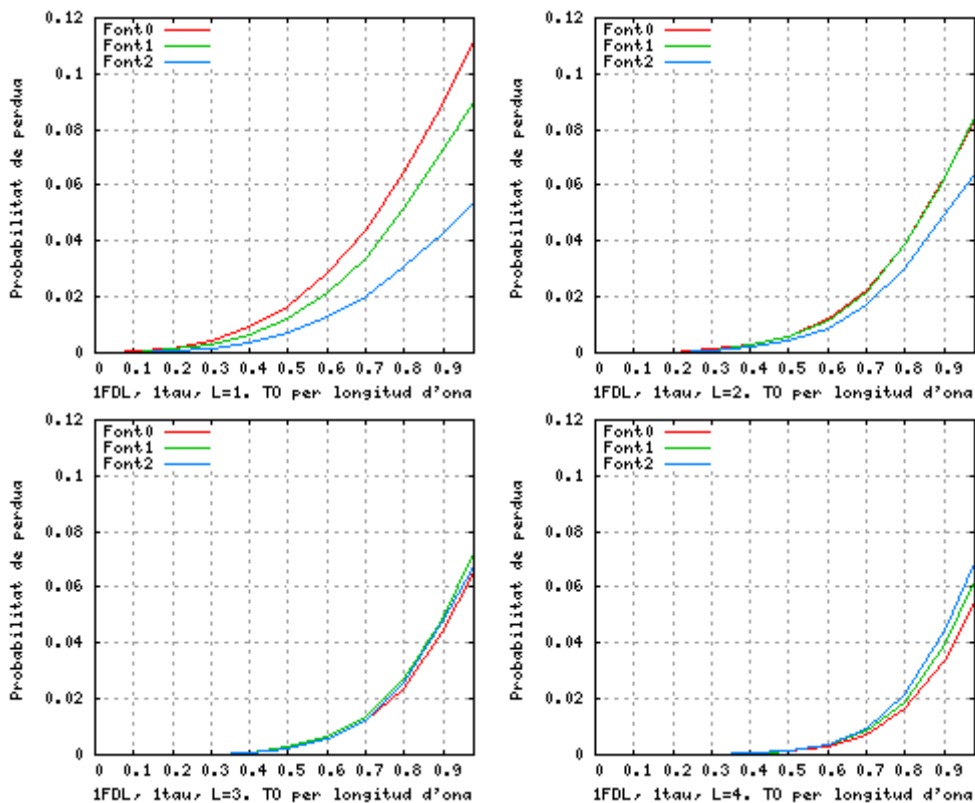 0.12
Font0
Font1
Font2
0.1
0.08
0.06
0.04
0.02
0
Probabilitat de perdua
0 0.1 0.2 0.3 0.4 0.5 0.6 0.7 0.8 0.9
1FDL, 1tau, L=1. TO per longitud d'ona
0.12
Font0
Font1
Font2
0.1
0.08
0.06
0.04
0.02
0
Probabilitat de perdua
0 0.1 0.2 0.3 0.4 0.5 0.6 0.7 0.8 0.9
1FDL, 1tau, L=2. TO per longitud d'ona
0.12
Font0
Font1
Font2
0.1
0.08
0.06
0.04
0.02
0
Probabilitat de perdua
0 0.1 0.2 0.3 0.4 0.5 0.6 0.7 0.8 0.9
1FDL, 1tau, L=3. TO per longitud d'ona
0.12
Font0
Font1
Font2
0.1
0.08
0.06
0.04
0.02
0
Probabilitat de perdua
0 0.1 0.2 0.3 0.4 0.5 0.6 0.7 0.8 0.9
1FDL, 1tau, L=4. TO per longitud d'ona